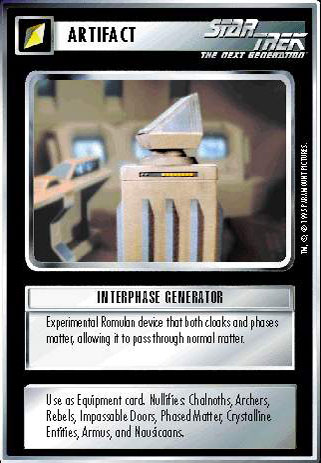 ARTIFACT
STAR TREK
THE NEXT GENERATION
TM, ®, © 1995 PARAMOUNT PICTURES.
INTERPHASE GENERATOR
Experimental Romulan device that both cloaks and phases
matter, allowing it to pass through normal matter.
Use as Equipment card. Nullifies: Chalnoths, Archers,
Rebels, Impassable Doors, Phased Matter, Crystalline
Entities, Armus, and Nausicaans.